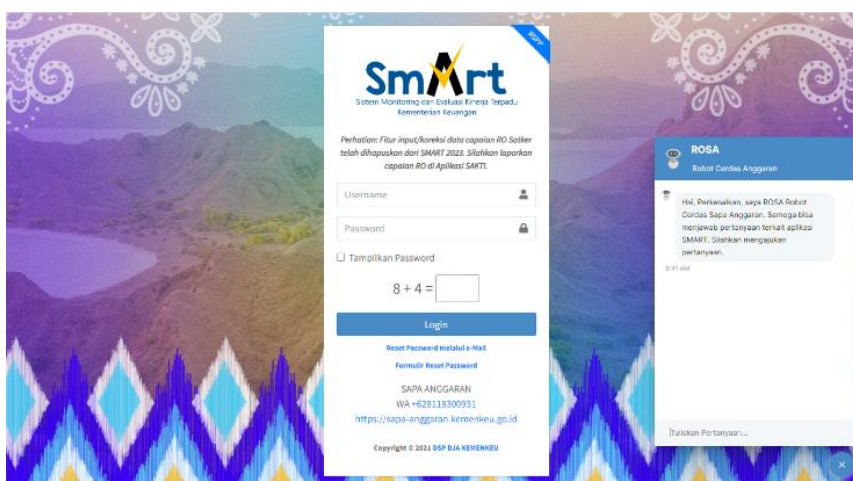 RSPP
SmArt
Sistem Monitoring dan Evaluasi Kinerja Terpadu
Kementerian Keuangan
Perhatian: Fitur input/koreksi data capaian RO Satker
telah dihapuskan dari SMART 2023. Silahkan laporkan
capaian RO di Aplikasi SAKTI.
Username
Password
Tampilkan Password
8 + 4 =
Login
Reset Password melalui e-Mail
Formulir Reset Password
SAPA ANGGARAN
WA +628118300931
https://sapa-anggaran.kemenkeu.go.id
Copyright © 2021 DSP DJA KEMENKEU
ROSA
Robot Cerdas Anggaran
Hai, Perkenalkan, saya ROSA Robot
Cerdas Sapa Anggaran. Semoga bisa
menjawab pertanyaan terkait aplikasi
SMART. Silahkan mengajukan
pertanyaan.
AM
Tuliskan Pertanyaan...